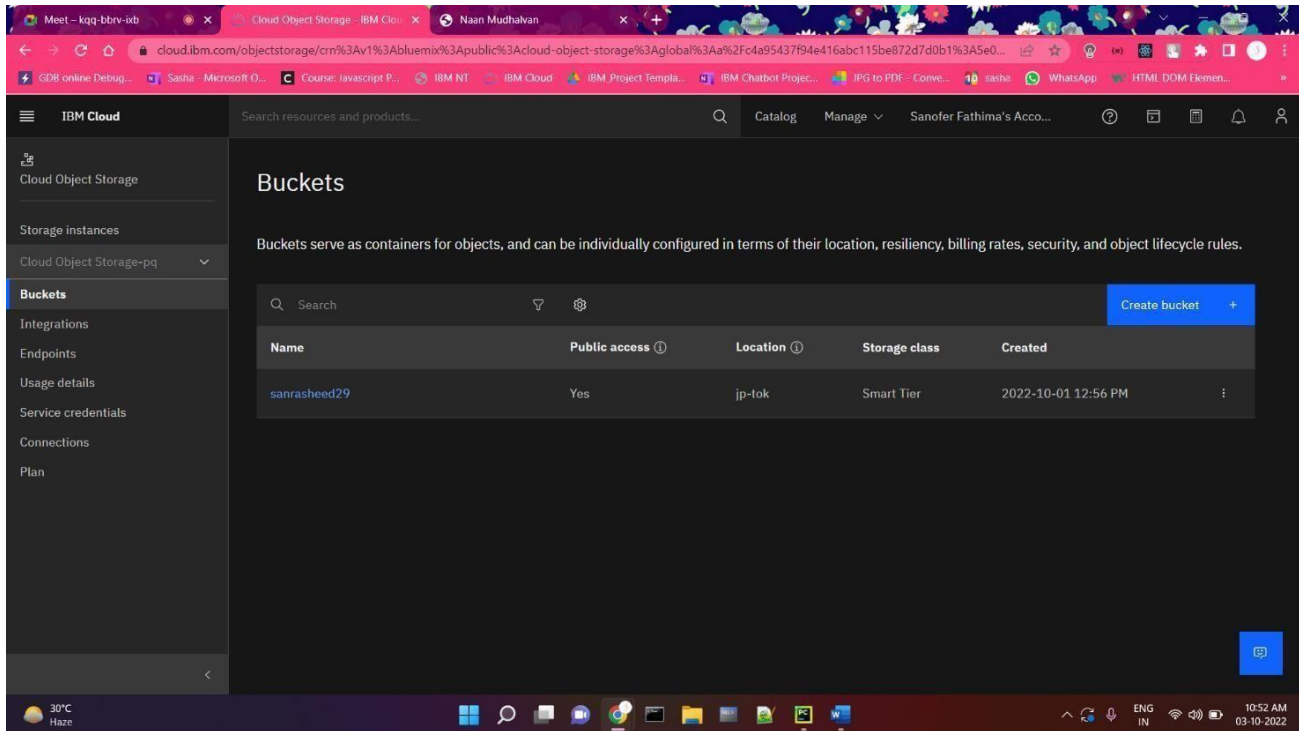 Meet – kqq-bbrv-ixb
Cloud Object Storage - IBM Clou
Naan Mudhalvan
cloud.ibm.com/objectstorage/crn%3Av1%3Abluemix%3Apublic%3Acloud-object-storage%3Aglobal%3Aa%2Fc4a95437f94e416abc115be872d7d0b1%3A5e0...
GDB online Debug...
Sasha - Microsoft O...
Course: Javascript P...
IBM NT
IBM Cloud
IBM_Project Templa...
IBM Chatbot Projec...
JPG to PDF – Conve...
sasha
WhatsApp
HTML DOM Elemen...
IBM Cloud
Search resources and products...
Catalog
Manage
Sanofer Fathima's Acco...
Cloud Object Storage
Storage instances
Cloud Object Storage-pq
Buckets
Integrations
Endpoints
Usage details
Service credentials
Connections
Plan
Buckets
Buckets serve as containers for objects, and can be individually configured in terms of their location, resiliency, billing rates, security, and object lifecycle rules.
Search
Create bucket +
Name Public access Location Storage class Created
sanrasheed29 Yes jp-tok Smart Tier 2022-10-01 12:56 PM
30°C
Haze
ENG
IN
10:52 AM
03-10-2022